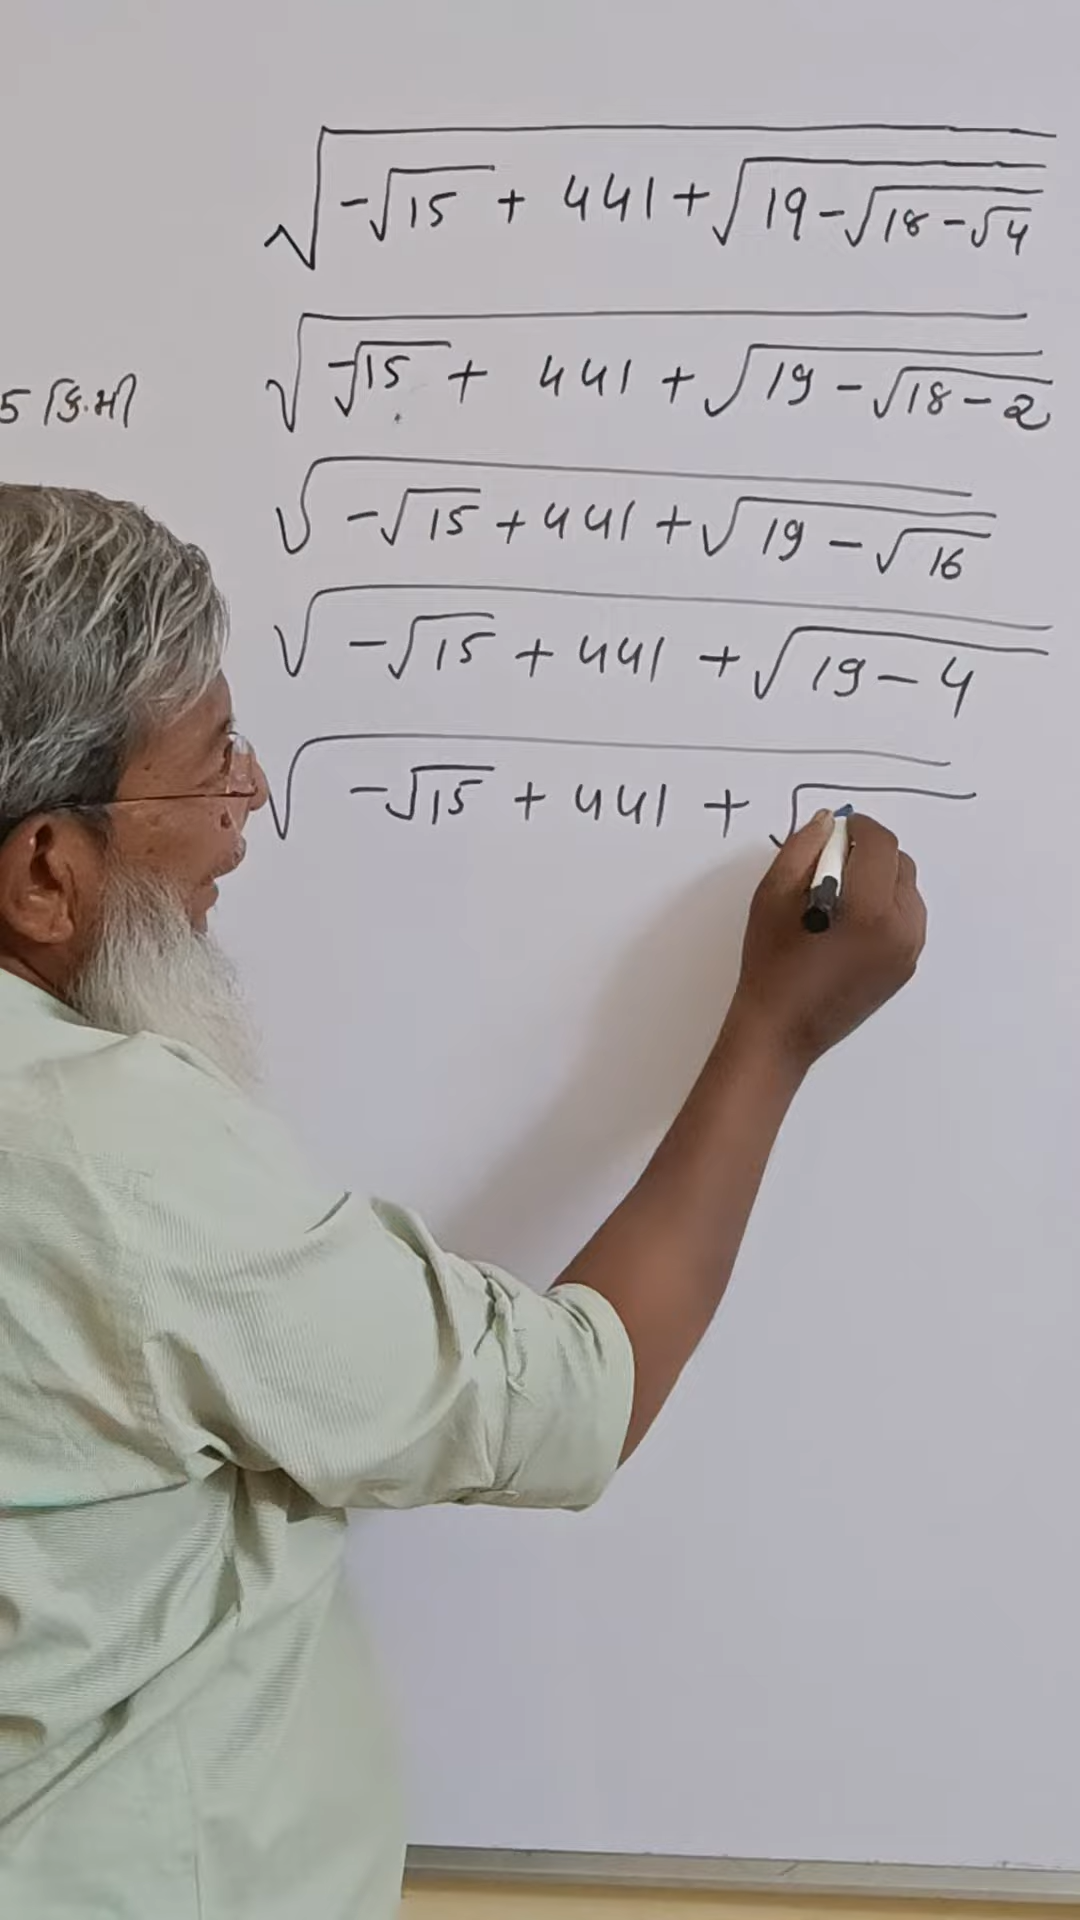 √(-√15 + 441 + √(19 - √(18 - √4)))
√(-√15 + 441 + √(19 - √(18 - 2)))
5 कि.मी
√(-√15 + 441 + √(19 - √16))
√(-√15 + 441 + √(19 - 4))
√(-√15 + 441 + √